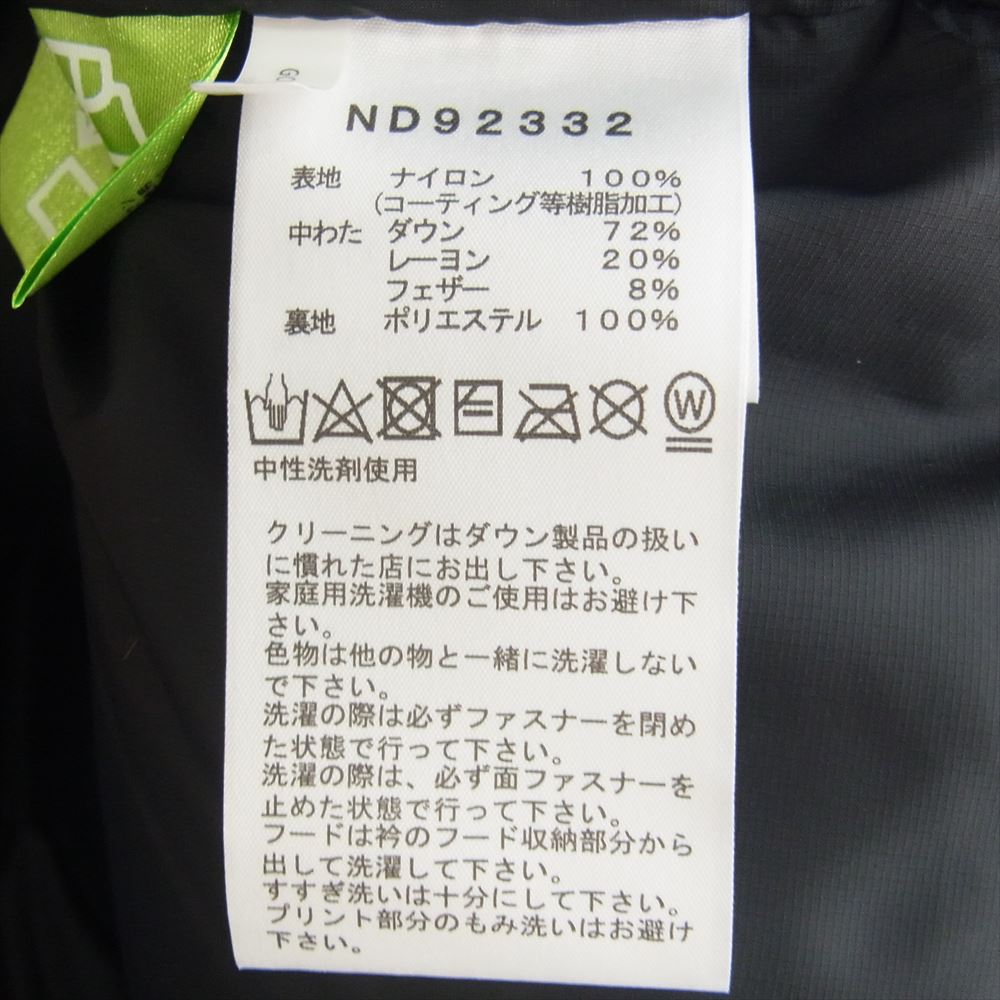 GO
ND92332
表地 ナイロン 100%
(コーティング等樹脂加工)
中わた ダウン 72%
レーヨン 20%
フェザー 8%
裏地 ポリエステル 100%
W
中性洗剤使用
クリーニングはダウン製品の扱い
に慣れた店にお出し下さい。
家庭用洗濯機のご使用はお避け下
さい。
色物は他の物と一緒に洗濯しない
で下さい。
洗濯の際は必ずファスナーを閉め
た状態で行って下さい。
洗濯の際は、必ず面ファスナーを
止めた状態で行って下さい。
フードは衿のフード収納部分から
出して洗濯して下さい。
すすぎ洗いは十分にして下さい。
プリント部分のもみ洗いはお避け
下さい。